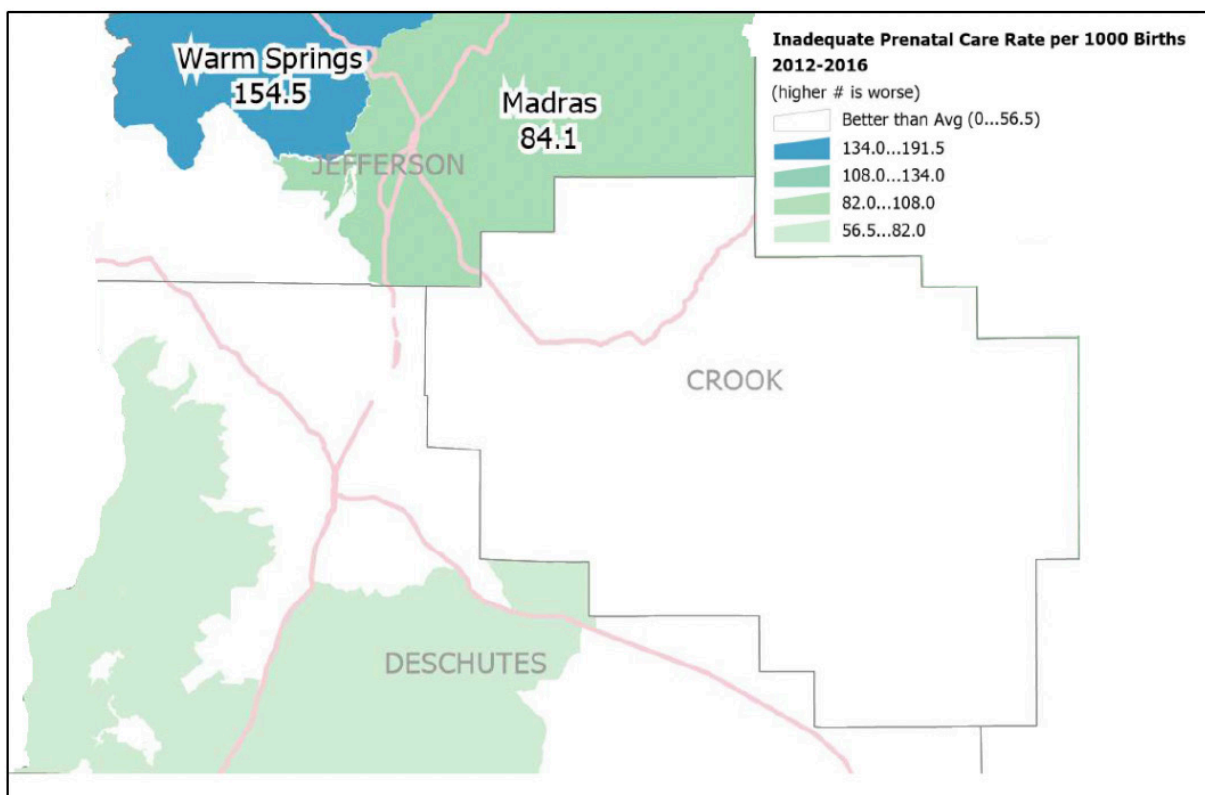 Warm Springs
154.5
Madras
84.1
JEFFERSON
CROOK
DESCHUTES
Inadequate Prenatal Care Rate per 1000 Births
2012-2016
(higher # is worse)
Better than Avg (0...56.5)
134.0...191.5
108.0...134.0
82.0...108.0
56.5...82.0